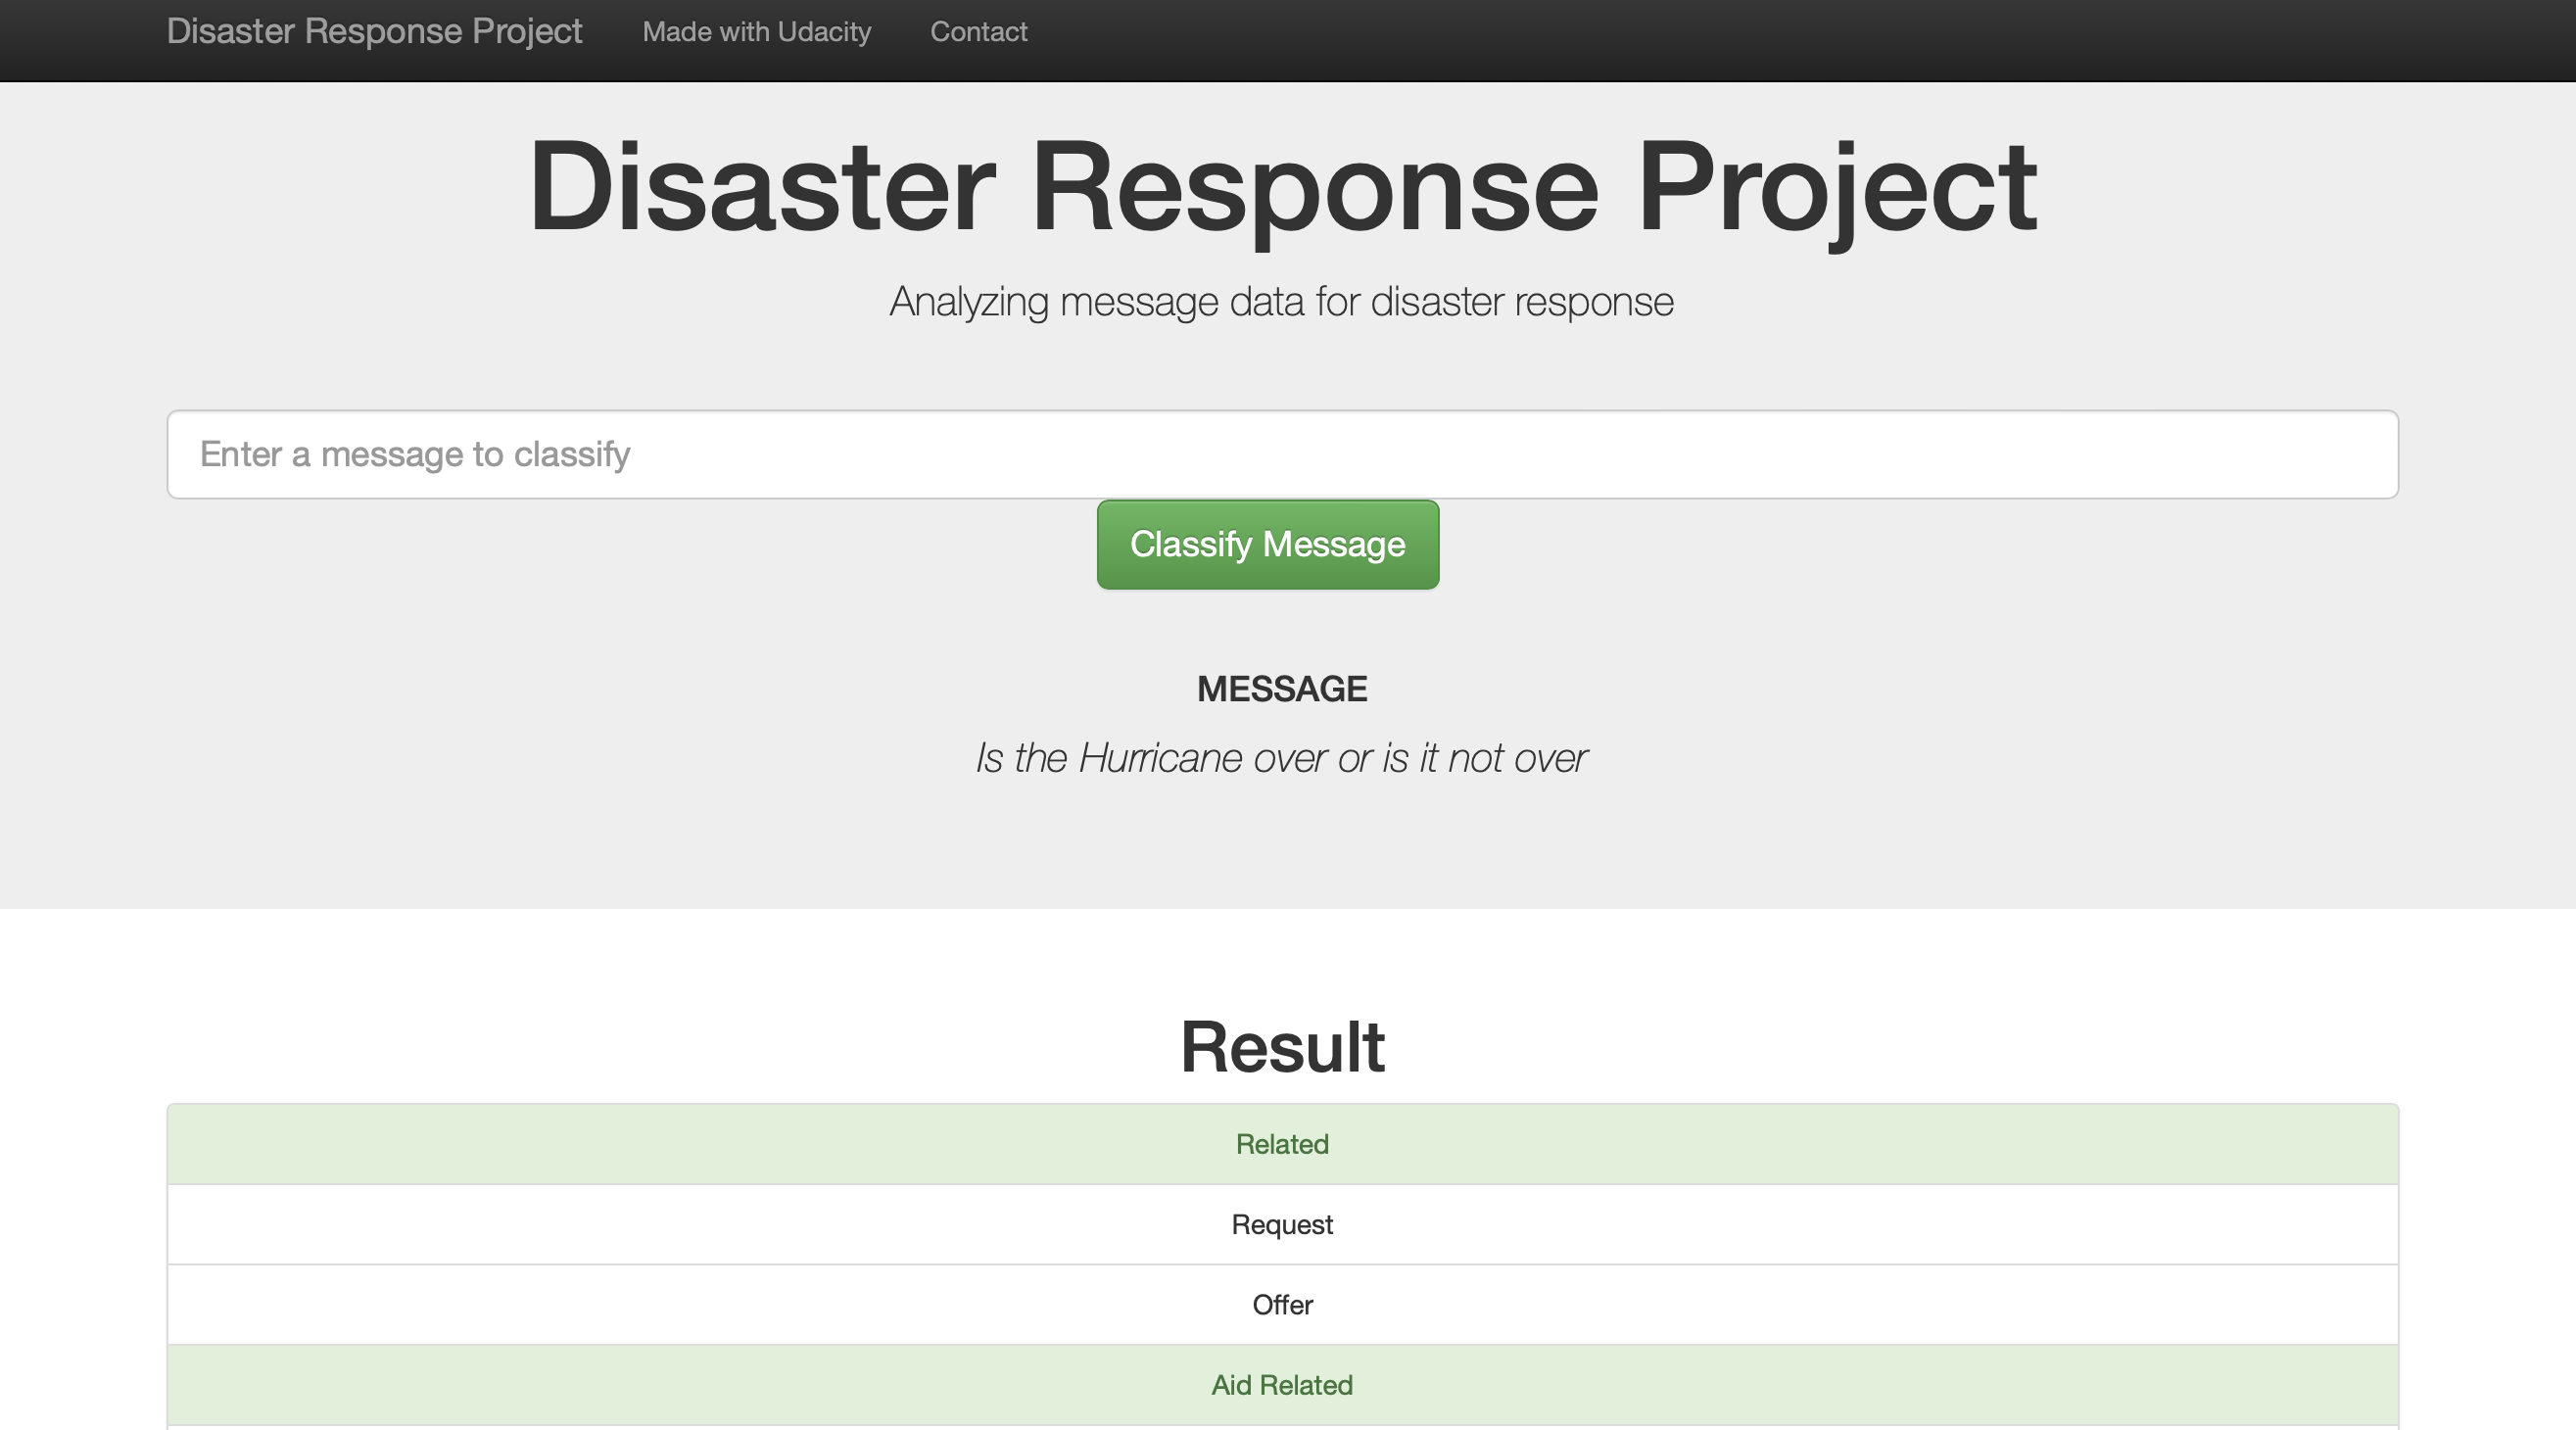 Disaster Response Project Made with Udacity Contact
Disaster Response Project
Analyzing message data for disaster response
Enter a message to classify
Classify Message
MESSAGE
Is the Hurricane over or is it not over
Result
Related
Request
Offer
Aid Related